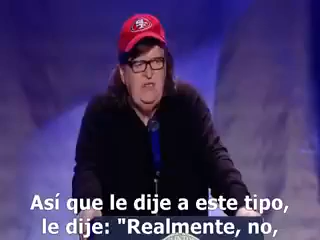 Así que le dije a este tipo,
le dije: "Realmente, no,